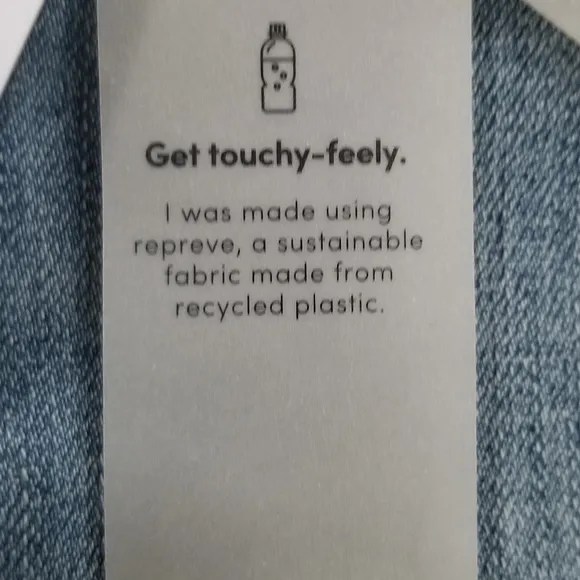 Get touchy-feely.
I was made using
repreve, a sustainable
fabric made from
recycled plastic.